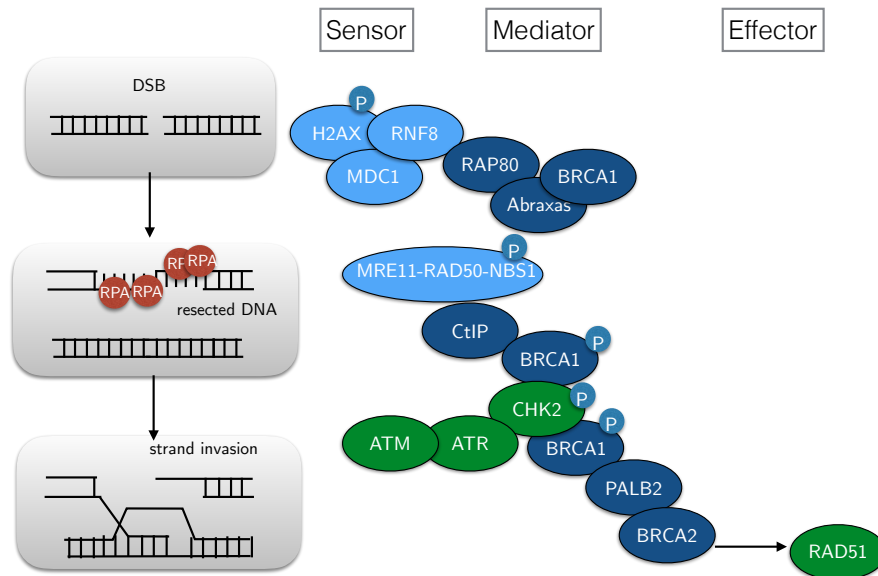 Sensor
Mediator
Effector
DSB
P
H2AX
RNF8
MDC1
RAP80
BRCA1
Abraxas
P
MRE11-RAD50-NBS1
RP
RPA
RPA
RPA
resected DNA
CtIP
P
BRCA1
P
CHK2
P
ATM
ATR
BRCA1
strand invasion
PALB2
BRCA2
RAD51